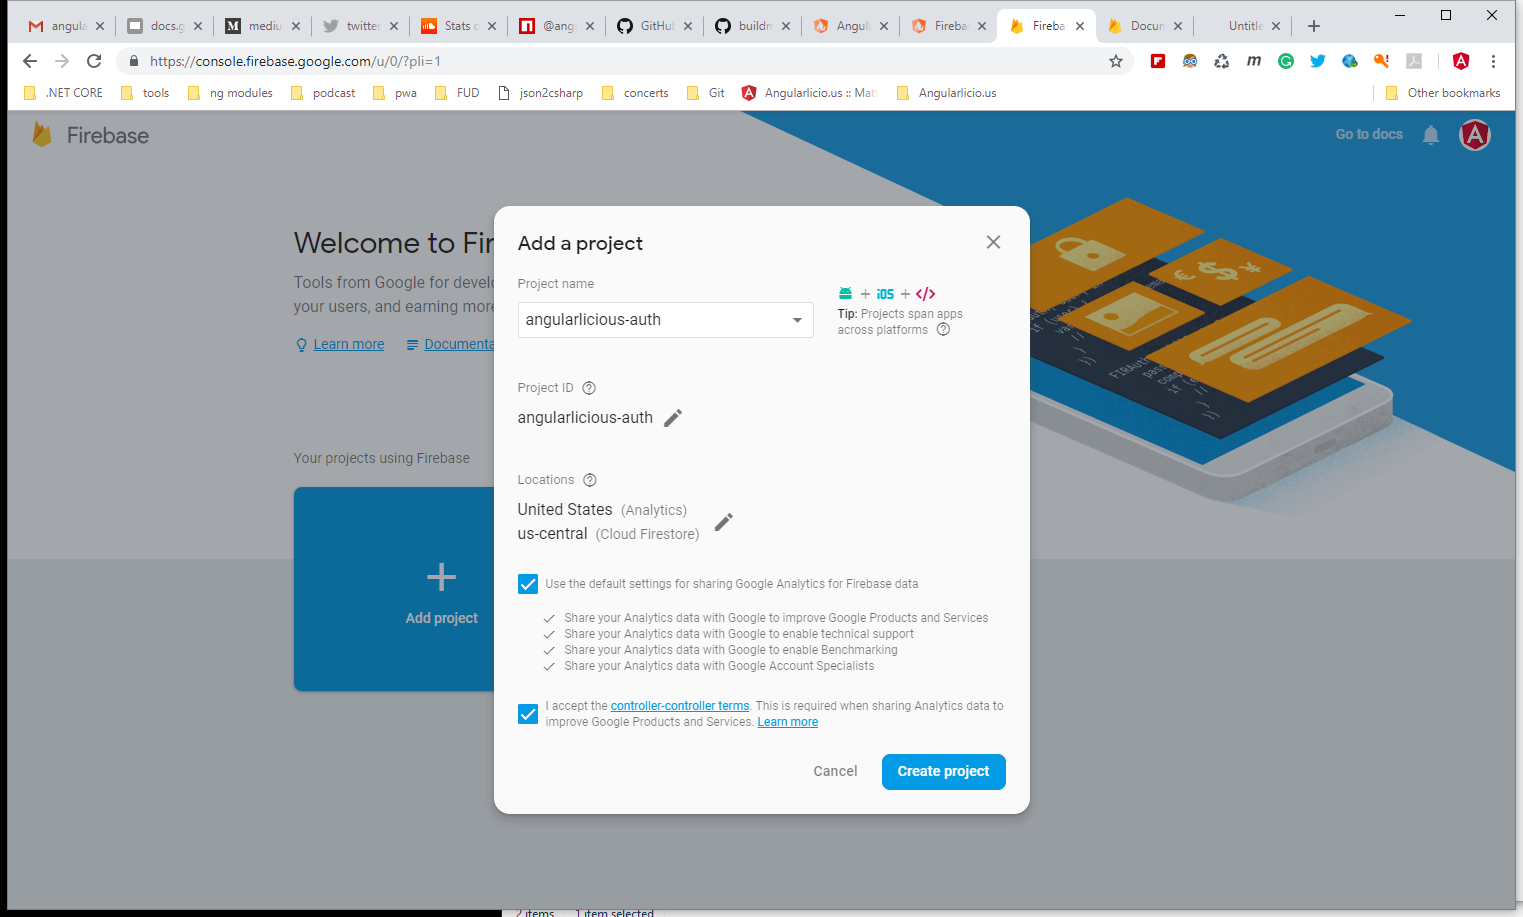 angula
docs.g
mediu
twitter
Stats o
@ang
GitHub
buildn
Angula
Fireba
Fireba
Docun
Untitle
https://console.firebase.google.com/u/0/?pli=1
.NET CORE
tools
ng modules
podcast
pwa
FUD
json2csharp
concerts
Git
Angularlicio.us :: Mat
Angularlicio.us
Other bookmarks
Firebase
Go to docs
Welcome to Fir
Tools from Google for develo
your users, and earning more
Learn more
Documenta
Your projects using Firebase
Add project
Add a project
Project name
angularlicious-auth
+ iOS + </>
Tip: Projects span apps
across platforms
Project ID
angularlicious-auth
Locations
United States (Analytics)
us-central (Cloud Firestore)
Use the default settings for sharing Google Analytics for Firebase data
Share your Analytics data with Google to improve Google Products and Services
Share your Analytics data with Google to enable technical support
Share your Analytics data with Google to enable Benchmarking
Share your Analytics data with Google Account Specialists
I accept the controller-controller terms. This is required when sharing Analytics data to
improve Google Products and Services. Learn more
Cancel
Create project
2 items
1 item selected